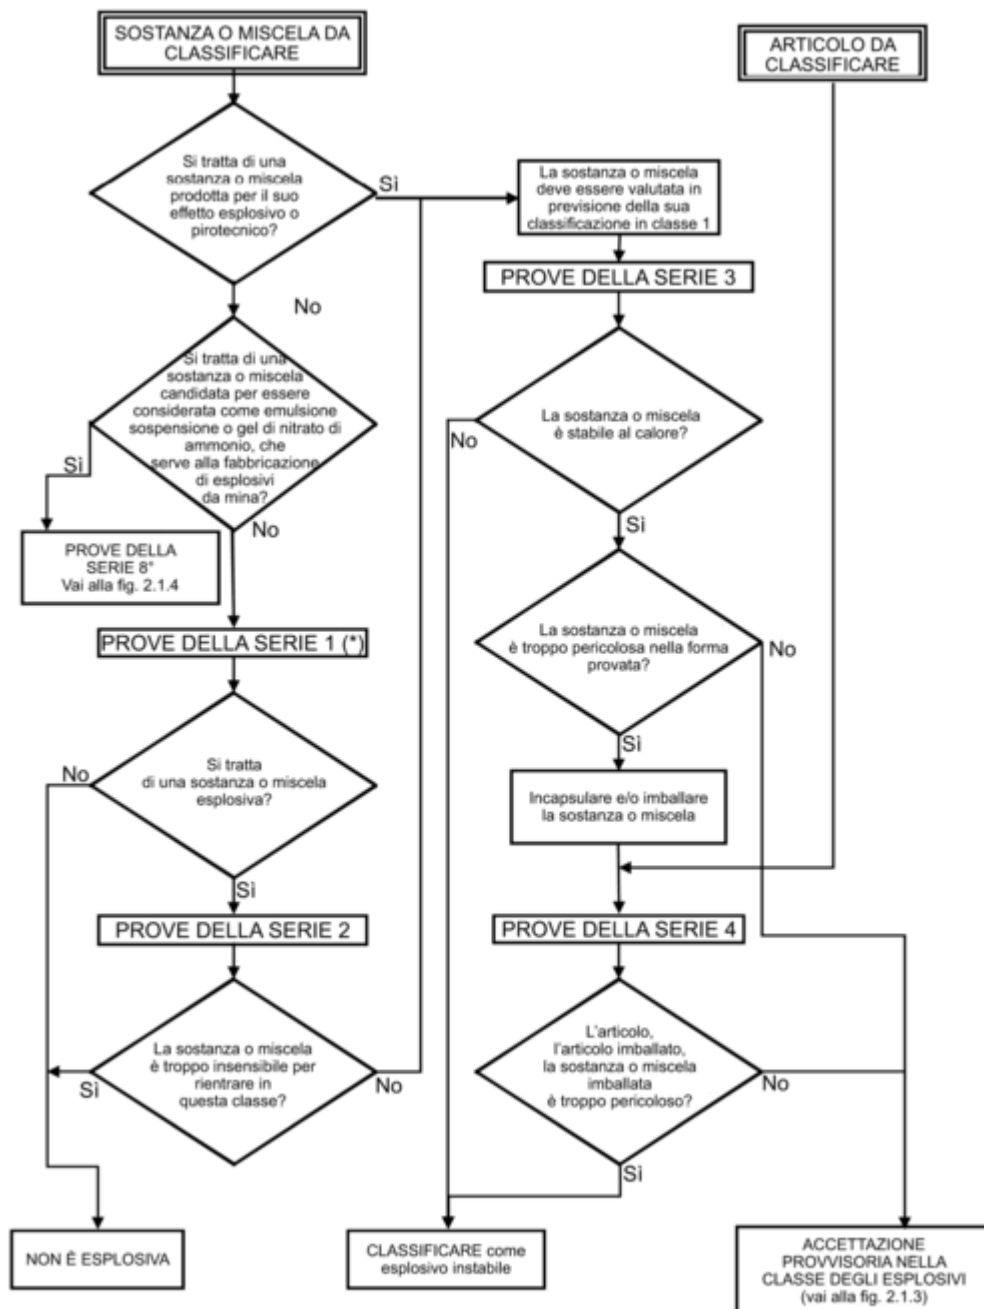 SOSTANZA O MISCELA DA
CLASSIFICARE
ARTICOLO DA
CLASSIFICARE
Si tratta di una
sostanza o miscela
prodotta per il suo
effetto esplosivo o
pirotecnico?
Sì
La sostanza o miscela
deve essere valutata in
previsione della sua
classificazione in classe 1
PROVE DELLA SERIE 3
No
Si tratta di una
sostanza o miscela
candidata per essere
considerata come emulsione
sospensione o gel di nitrato di
ammonio, che
serve alla fabbricazione
di esplosivi
da mina?
Sì
No
PROVE DELLA
SERIE 8°
Vai alla fig. 2.1.4
La sostanza o miscela
è stabile al calore?
No
Sì
PROVE DELLA SERIE 1 (*)
La sostanza o miscela
è troppo pericolosa nella forma
provata?
No
Sì
Si tratta
di una sostanza o miscela
esplosiva?
No
Sì
Incapsulare e/o imballare
la sostanza o miscela
PROVE DELLA SERIE 2
PROVE DELLA SERIE 4
La sostanza o miscela
è troppo insensibile per
rientrare in
questa classe?
Sì
No
L'articolo,
l'articolo imballato,
la sostanza o miscela
imballata
è troppo pericoloso?
No
Sì
NON È ESPLOSIVA
CLASSIFICARE come
esplosivo instabile
ACCETTAZIONE
PROVVISORIA NELLA
CLASSE DEGLI ESPLOSIVI
(vai alla fig. 2.1.3)